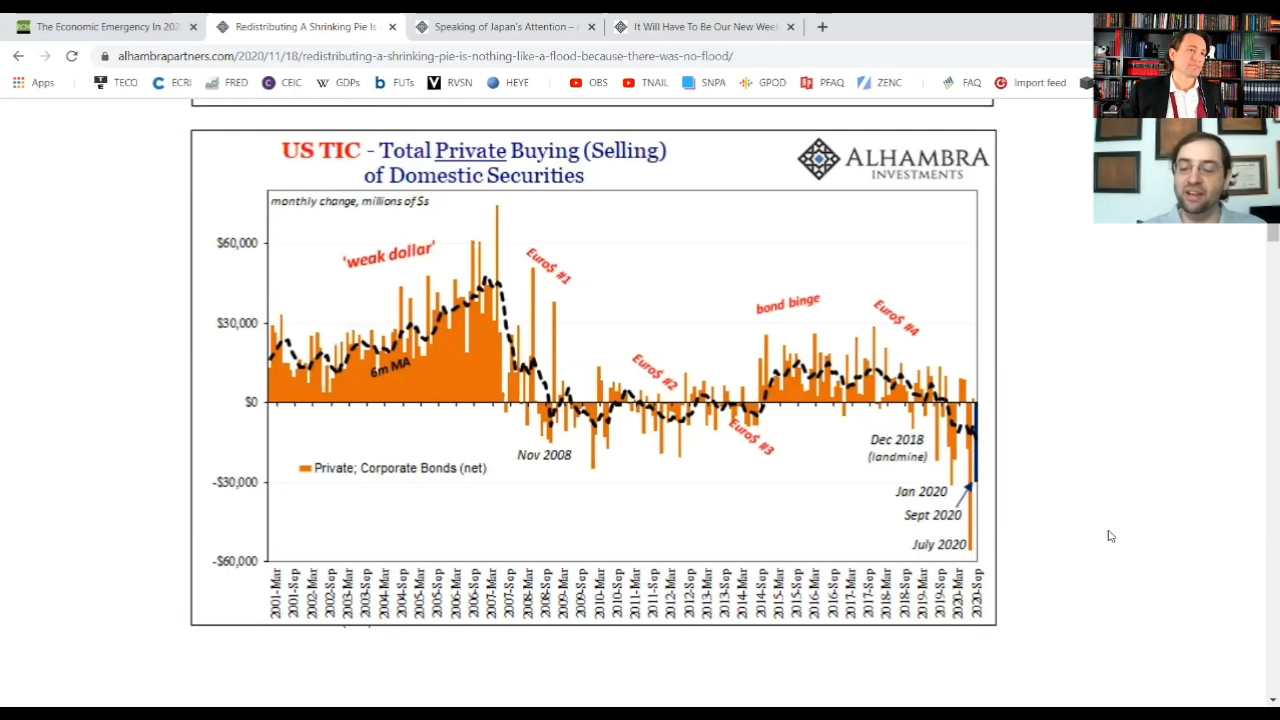 The Economic Emergency In 202
Redistributing A Shrinking Pie Is
Speaking of Japan's Attention – A
It Will Have To Be Our New Week
alhambrapartners.com/2020/11/18/redistributing-a-shrinking-pie-is-nothing-like-a-flood-because-there-was-no-flood/
Apps TECO ECRI FRED CEIC GDPs FuTs RVSN HEYE OBS TNAIL SNPA GPOD PFAQ ZENC FAQ Import feed
US TIC - Total Private Buying (Selling)
of Domestic Securities
ALHAMBRA
INVESTMENTS
monthly change, millions of $s
$60,000
$30,000
$0
-$30,000
-$60,000
'weak dollar'
Euro$ #1
6m MA
Nov 2008
Euro$ #2
Euro$ #3
bond binge
Euro$ #4
Dec 2018
(landmine)
Jan 2020
Sept 2020
July 2020
Private; Corporate Bonds (net)
2001-Mar
2001-Sep
2002-Mar
2002-Sep
2003-Mar
2003-Sep
2004-Mar
2004-Sep
2005-Mar
2005-Sep
2006-Mar
2006-Sep
2007-Mar
2007-Sep
2008-Mar
2008-Sep
2009-Mar
2009-Sep
2010-Mar
2010-Sep
2011-Mar
2011-Sep
2012-Mar
2012-Sep
2013-Mar
2013-Sep
2014-Mar
2014-Sep
2015-Mar
2015-Sep
2016-Mar
2016-Sep
2017-Mar
2017-Sep
2018-Mar
2018-Sep
2019-Mar
2019-Sep
2020-Mar
2020-Sep